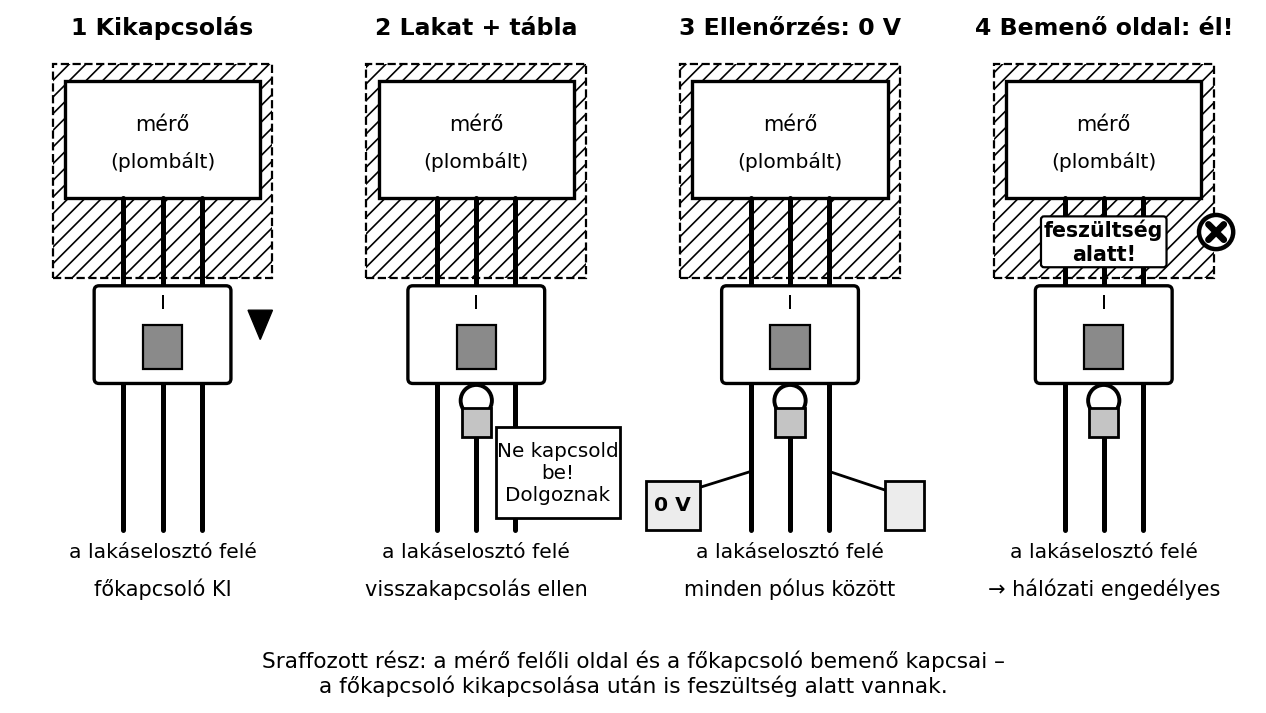 1 Kikapcsolás
2 Lakat + tábla
3 Ellenőrzés: 0 V
4 Bemenő oldal: él!
mérő
(plombált)
mérő
(plombált)
mérő
(plombált)
mérő
(plombált)
feszültség
alatt!
I
I
I
I
Ne kapcsold
be!
Dolgoznak
0 V
a lakáselosztó felé
a lakáselosztó felé
a lakáselosztó felé
a lakáselosztó felé
főkapcsoló KI
visszakapcsolás ellen
minden pólus között
→ hálózati engedélyes
Sraffozott rész: a mérő felőli oldal és a főkapcsoló bemenő kapcsai –
a főkapcsoló kikapcsolása után is feszültség alatt vannak.